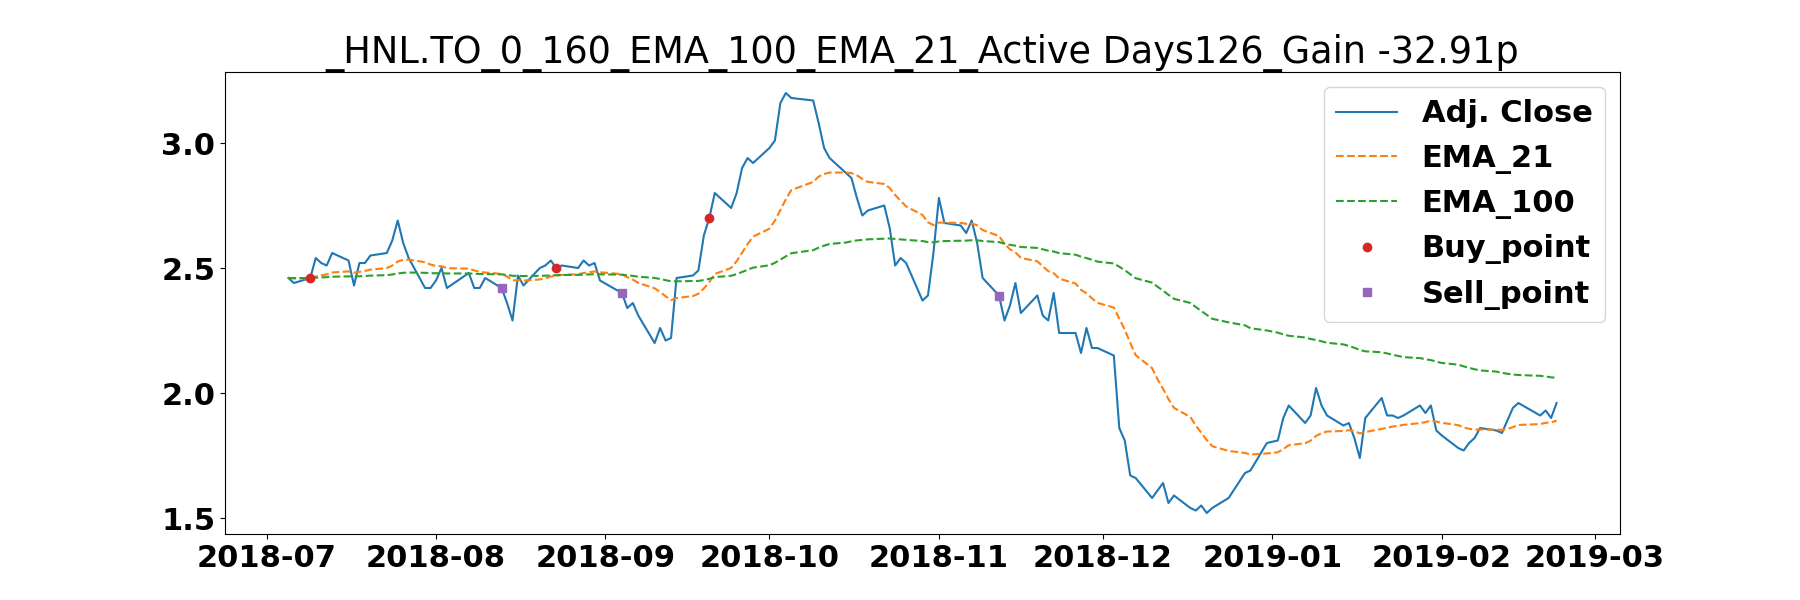 _HNL.TO_0_160_EMA_100_EMA_21_Active Days126_Gain -32.91p
Adj. Close
EMA_21
EMA_100
Buy_point
Sell_point
3.0
2.5
2.0
1.5
2018-07 2018-08 2018-09 2018-10 2018-11 2018-12 2019-01 2019-02 2019-03